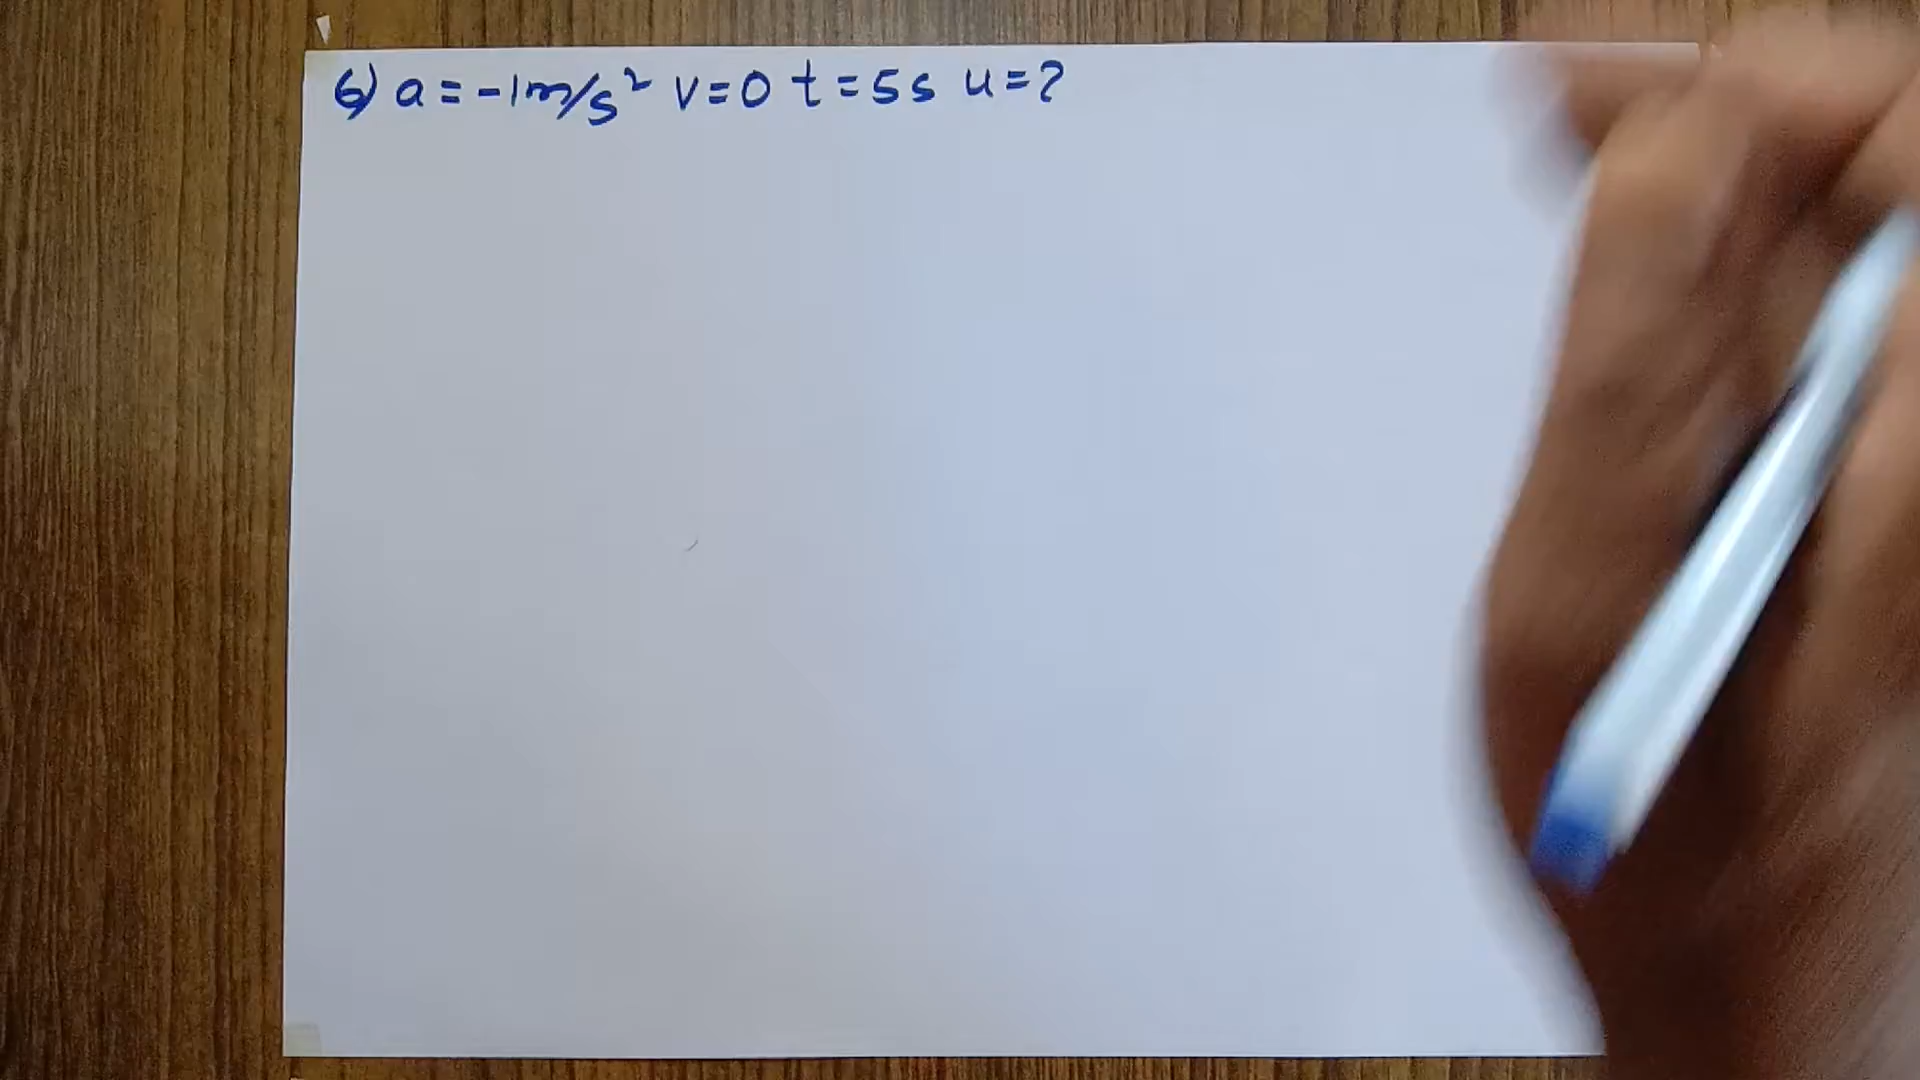 6) a = -1m/s² v=0 t=5s u=?